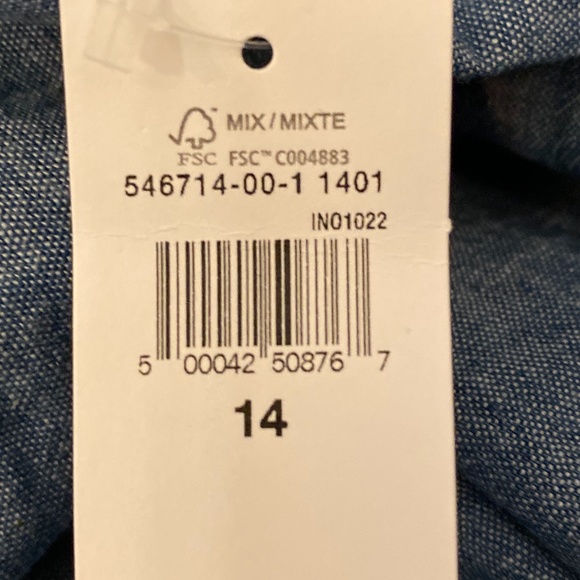 MIX/MIXTE
FSC FSC™ C004883
546714-00-1 1401
IN01022
5 00042 50876 7
14